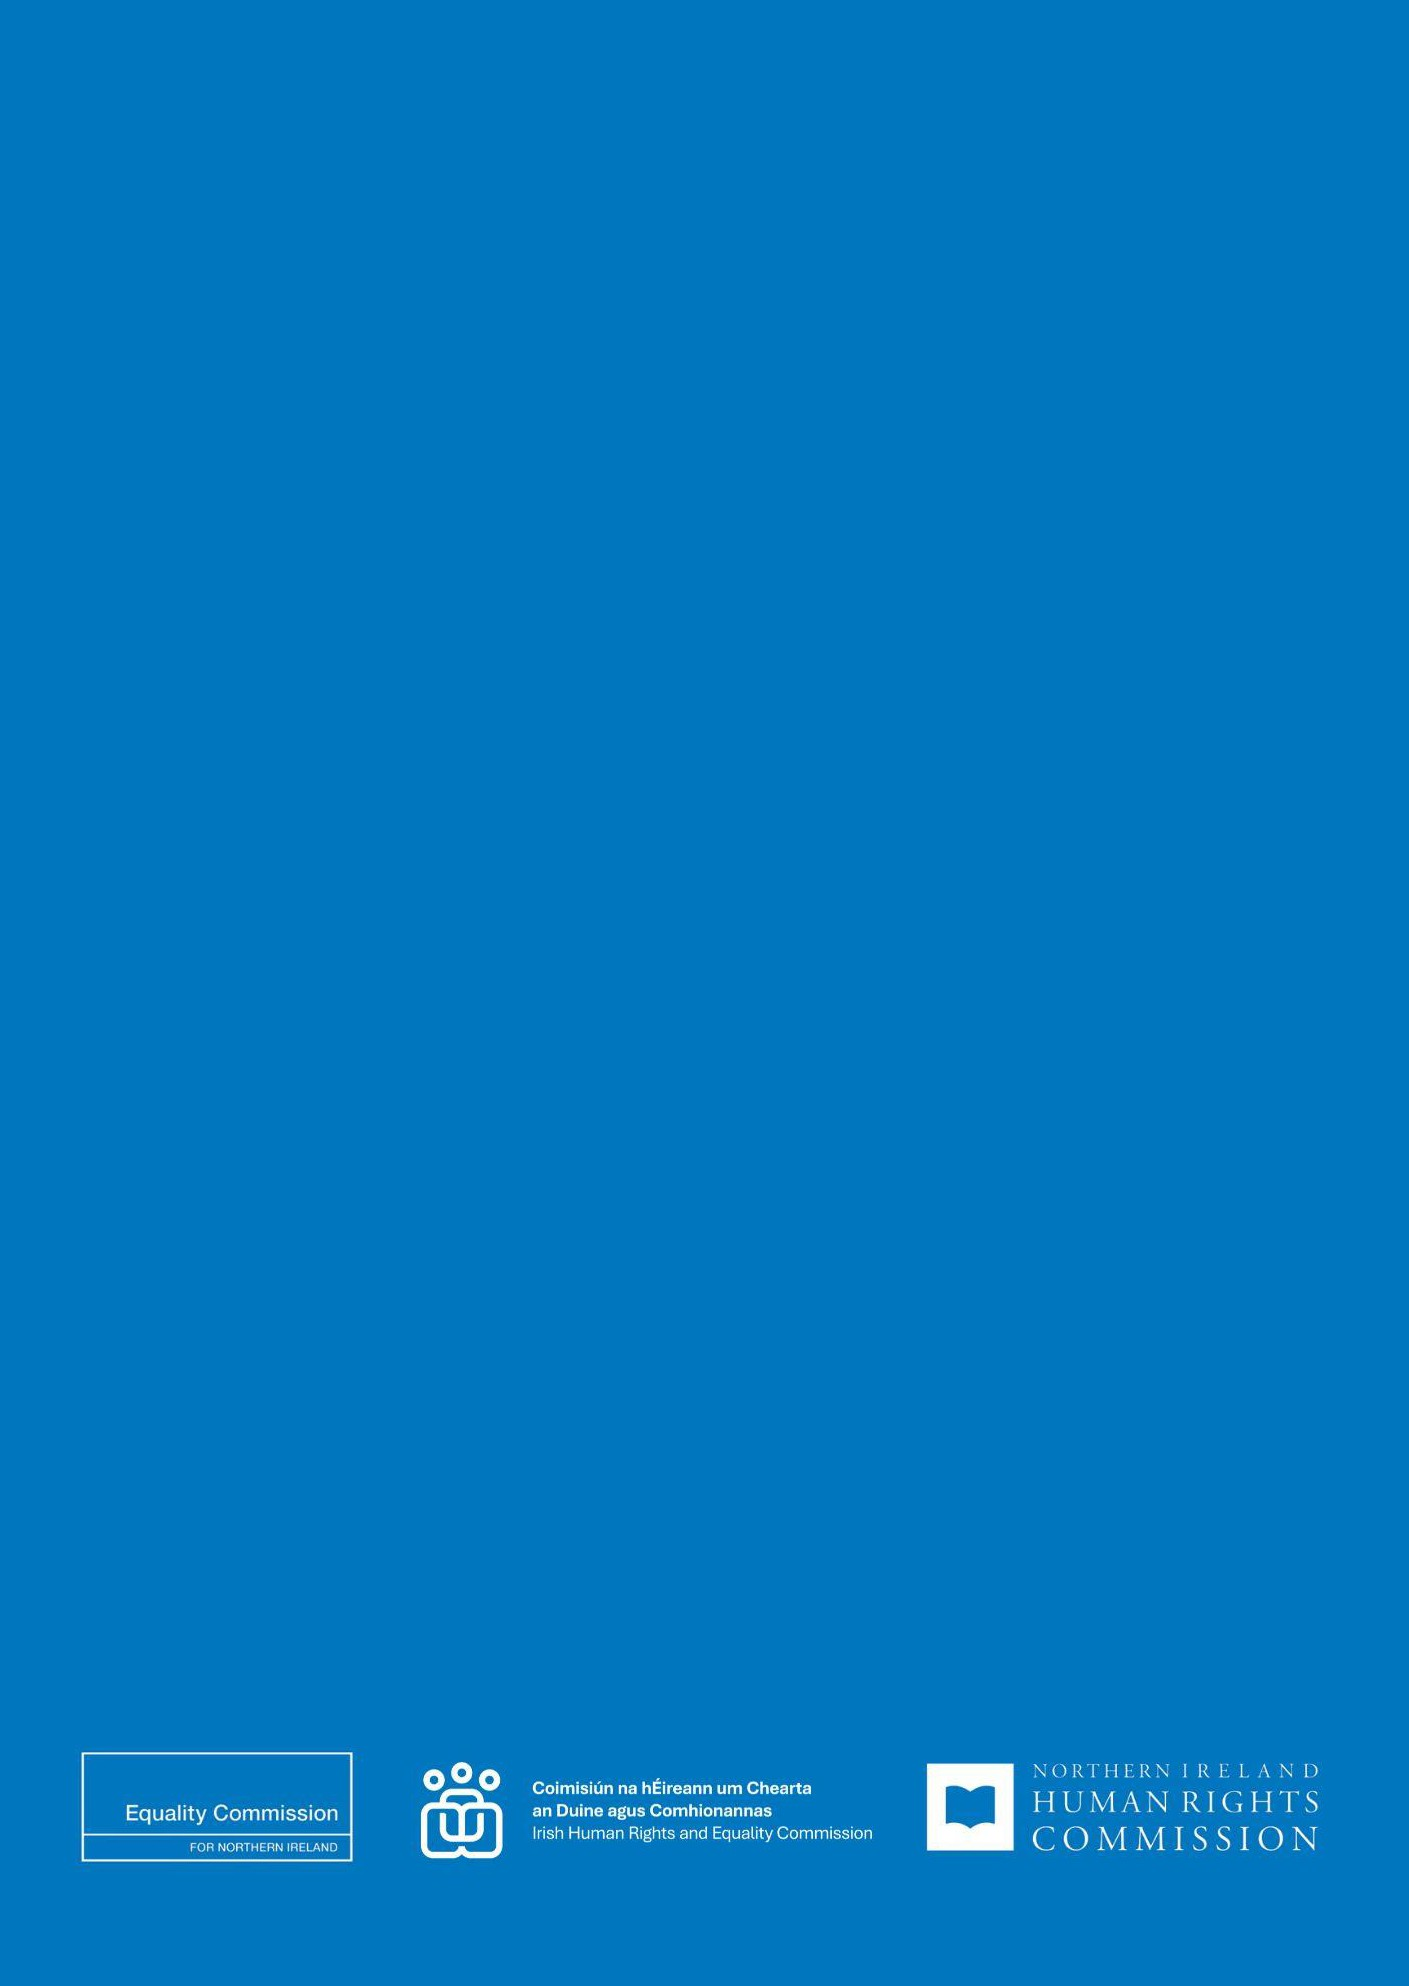 Equality Commission
FOR NORTHERN IRELAND
Coimisiún na hÉireann um Chearta
an Duine agus Comhionannas
Irish Human Rights and Equality Commission
NORTHERN IRELAND
HUMAN RIGHTS
COMMISSION